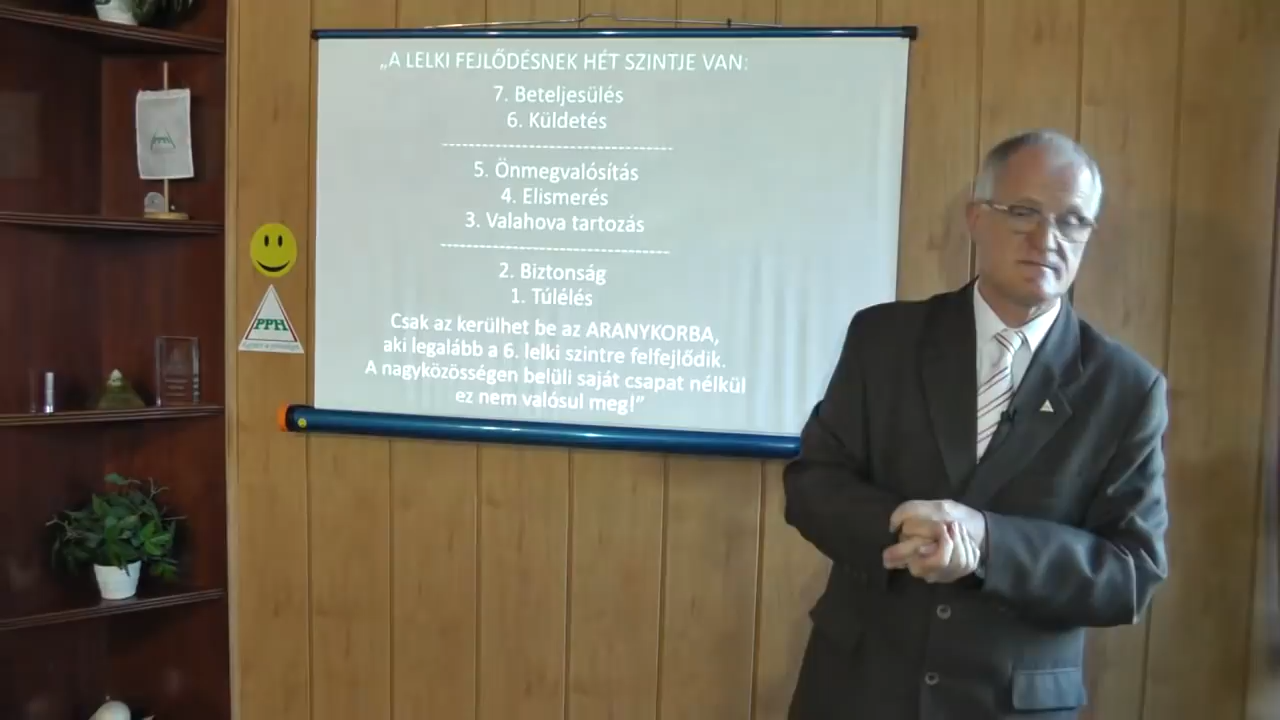 „A LELKI FEJLŐDÉSNEK HÉT SZINTJE VAN:
7. Beteljesülés
6. Küldetés
-----------------------------------
5. Önmegvalósítás
4. Elismerés
3. Valahova tartozás
-----------------------------------
2. Biztonság
1. Túlélés
Csak az kerülhet be az ARANYKORBA,
aki legalább a 6. lelki szintre felfejlődik.
A nagyközösségen belüli saját csapat nélkül
ez nem valósul meg!”
PPH